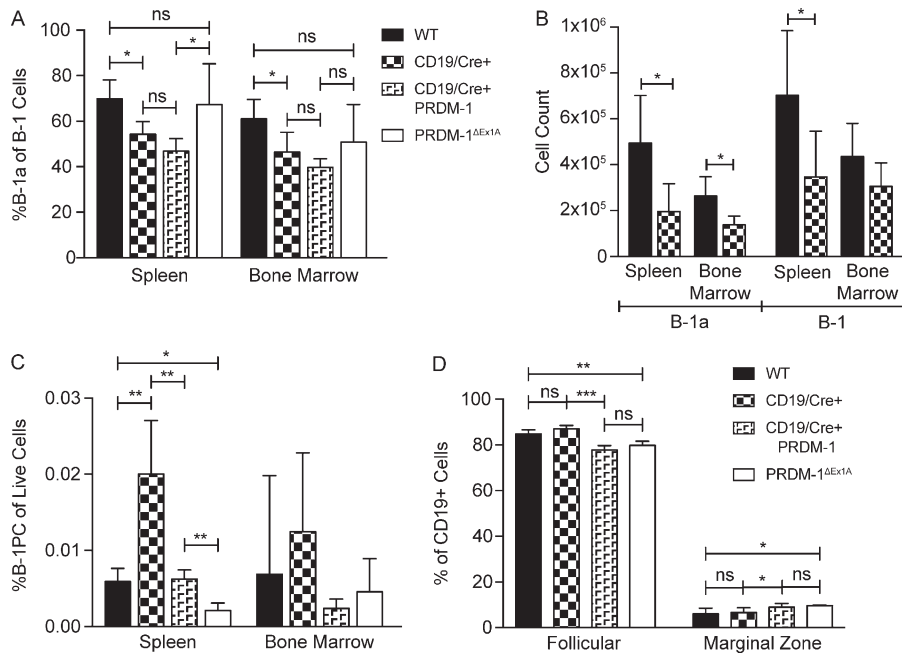 A
ns
* * ns
ns * ns ns
%B-1a of B-1 Cells
100
80
60
40
20
0
Spleen Bone Marrow
WT
CD19/Cre+
CD19/Cre+
PRDM-1
PRDM-1ΔEx1A
B
* * *
Cell Count
1x10⁶
8x10⁵
6x10⁵
4x10⁵
2x10⁵
0
Spleen Bone Spleen Bone
Marrow Marrow
B-1a B-1
C
*
** **
**
%B-1PC of Live Cells
0.03
0.02
0.01
0.00
Spleen Bone Marrow
D
**
ns ***
ns
*
ns * ns
% of CD19+ Cells
100
80
60
40
20
0
Follicular Marginal Zone
WT
CD19/Cre+
CD19/Cre+
PRDM-1
PRDM-1ΔEx1A